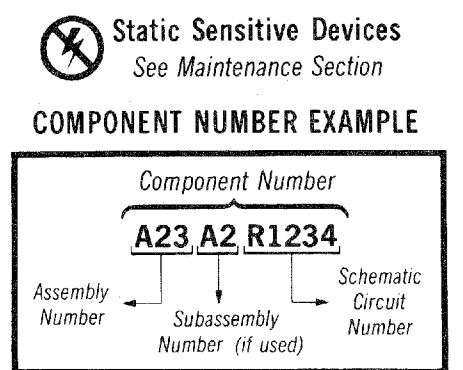 Static Sensitive Devices
See Maintenance Section
COMPONENT NUMBER EXAMPLE
Component Number
A23 A2 R1234
Assembly
Number
Subassembly
Number (if used)
Schematic
Circuit
Number